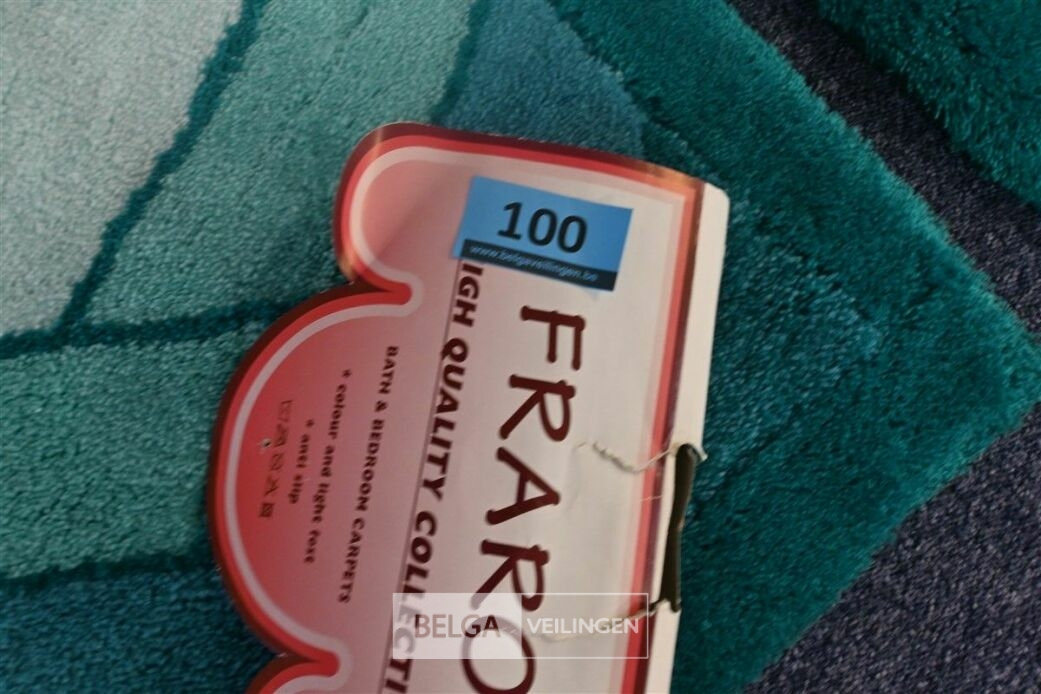 100
www.belgaveilingen.be
FRARO
IGH QUALITY COLLECTI
BATH & BEDROOM CARPETS
* colour and light fast
* anti slip
BELGA VEILINGEN